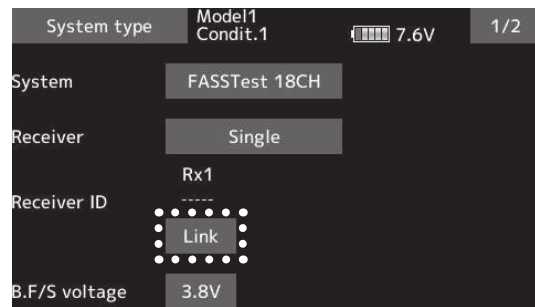 System type
Model1
Condit.1
7.6V
1/2
System
FASSTest 18CH
Receiver
Single
Rx1
Receiver ID
-----
Link
B.F/S voltage
3.8V